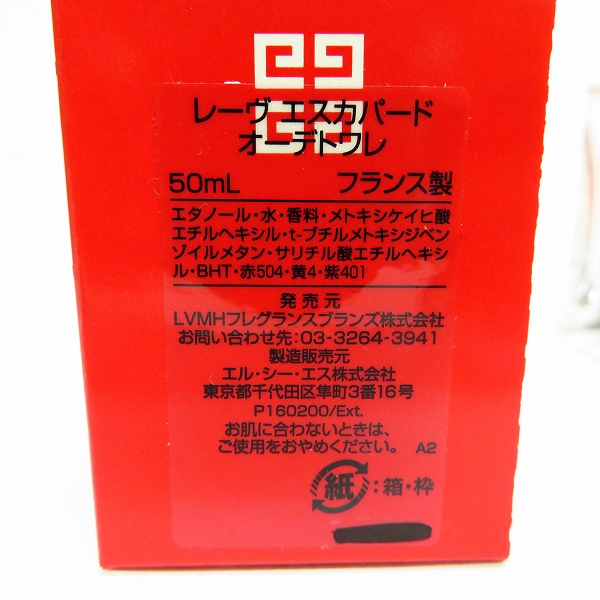 レーヴ エスカパード
オーデトワレ
50mL フランス製
エタノール・水・香料・メトキシケイヒ酸
エチルヘキシル・t-ブチルメトキシジベン
ゾイルメタン・サリチル酸エチルヘキシ
ル・BHT・赤504・黄4・紫401
発売元
LVMHフレグランスブランズ株式会社
お問い合わせ先:03-3264-3941
製造販売元
エル・シー・エス株式会社
東京都千代田区隼町3番16号
P160200/Ext.
お肌に合わないときは、
ご使用をおやめください。 A2
紙:箱・枠